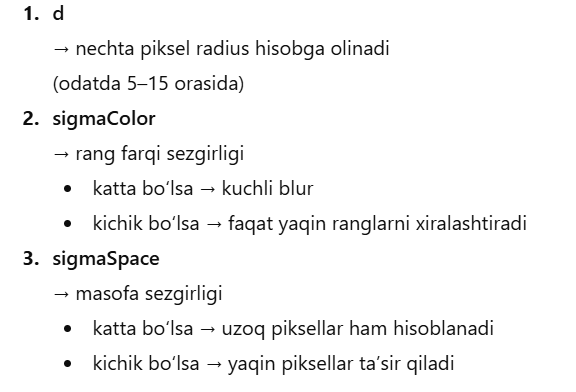 1. d
→ nechta piksel radius hisobga olinadi
(odatda 5–15 orasida)
2. sigmaColor
→ rang farqi sezgirligi
• katta bo‘lsa → kuchli blur
• kichik bo‘lsa → faqat yaqin ranglarni xiralashtiradi
3. sigmaSpace
→ masofa sezgirligi
• katta bo‘lsa → uzoq piksellar ham hisoblanadi
• kichik bo‘lsa → yaqin piksellar ta’sir qiladi